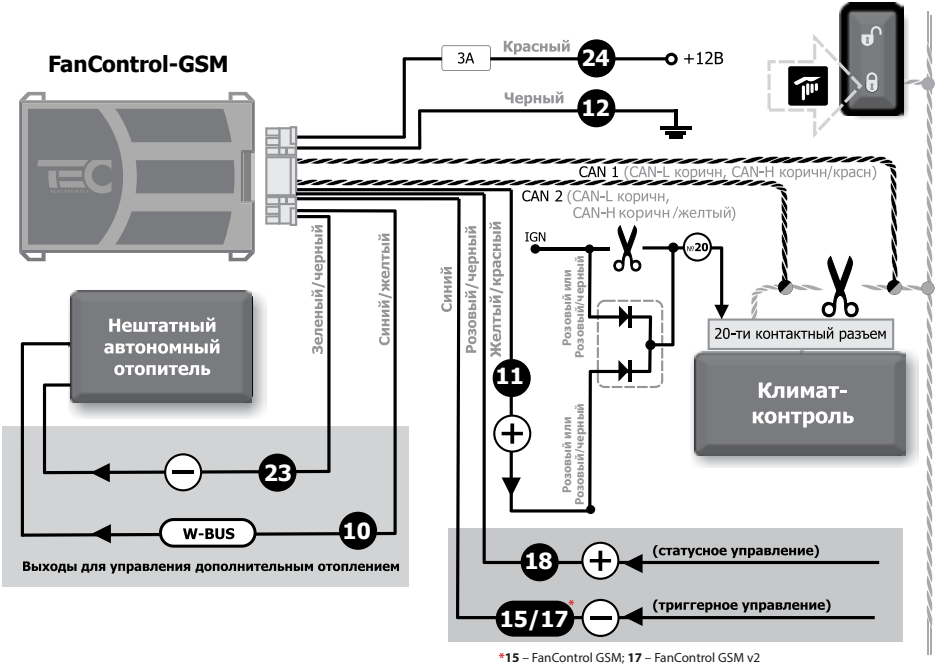 FanControl-GSM
TEC
ELECTRONICS
3А
Красный
24
+12В
Черный
12
CAN 1 (CAN-L коричн, CAN-H коричн/красн)
CAN 2 (CAN-L коричн,
CAN-H коричн /желтый)
IGN
№20
Зеленый/черный
Синий/желтый
Синий
Розовый/черный
Желтый/красный
Розовый или
Розовый/черный
Нештатный
автономный
отопитель
11
20-ти контактный разъем
Климат-
контроль
Розовый или
Розовый/черный
23
W-BUS
10
Выходы для управления дополнительным отоплением
18
(статусное управление)
15/17*
(триггерное управление)
*15 – FanControl GSM; 17 – FanControl GSM v2